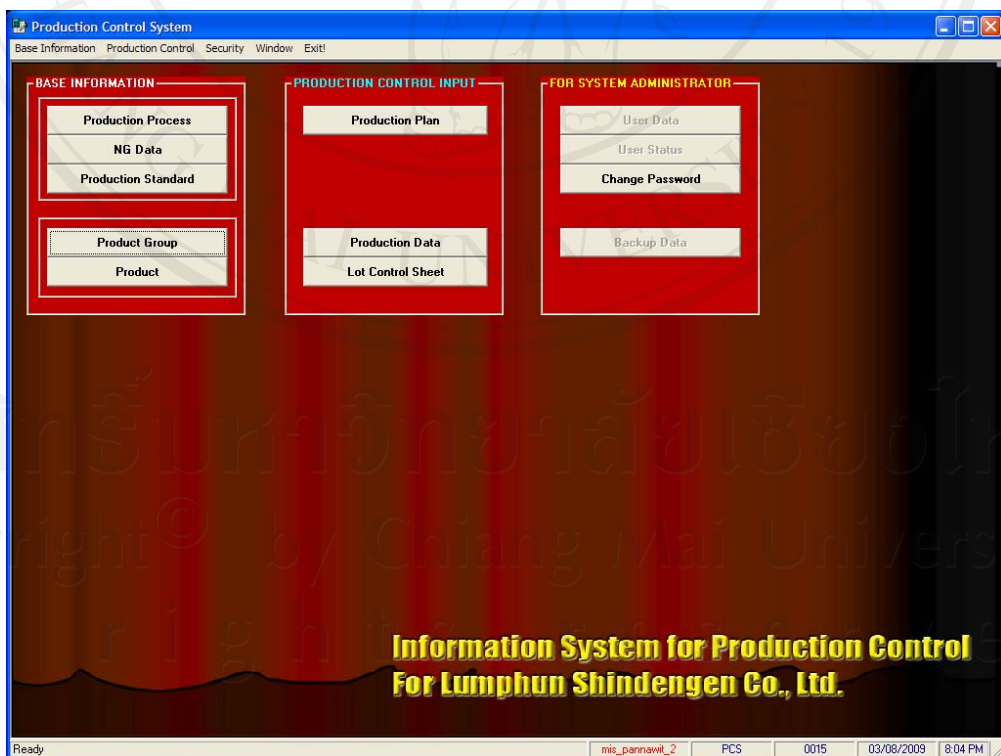 Production Control System
Base Information Production Control Security Window Exit!
BASE INFORMATION
Production Process
NG Data
Production Standard
Product Group
Product
PRODUCTION CONTROL INPUT
Production Plan
Production Data
Lot Control Sheet
FOR SYSTEM ADMINISTRATOR
User Data
User Status
Change Password
Backup Data
Information System for Production Control
For Lumphun Shindengen Co., Ltd.
Ready mis_pannawit_2 PCS 0015 03/08/2009 8:04 PM
© by Chiang Mai